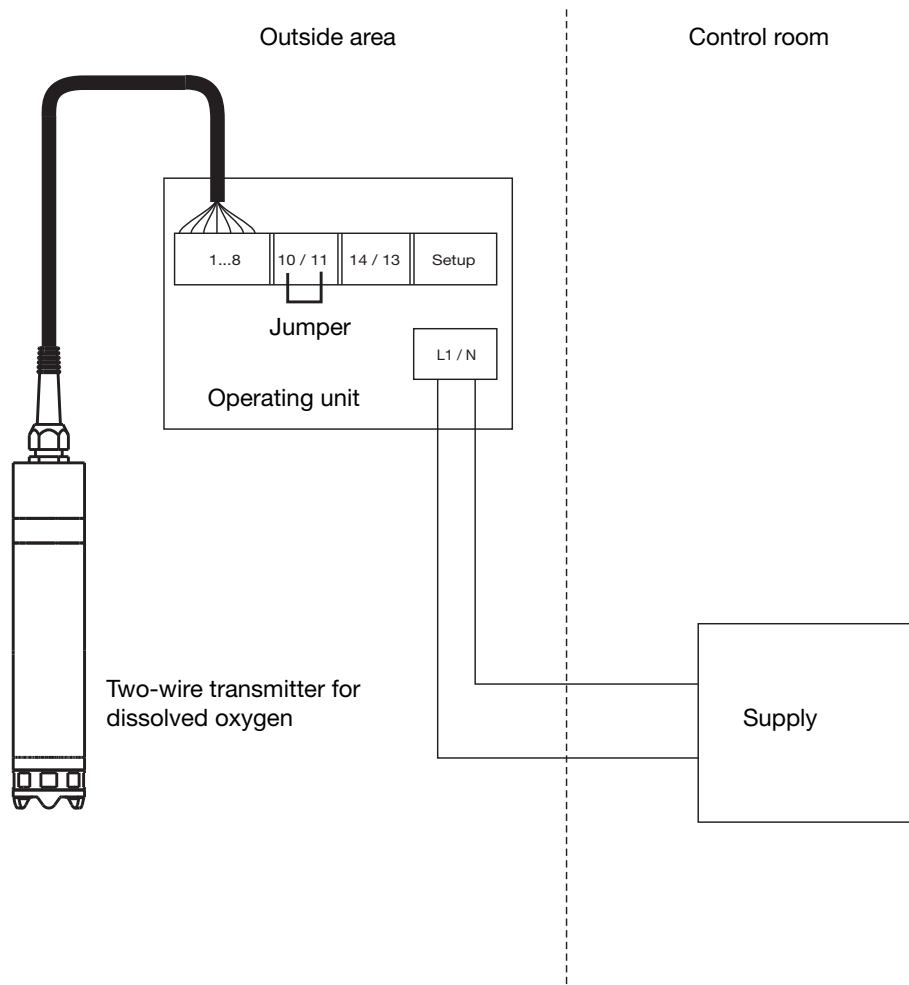 Outside area
Control room
1...8
10 / 11
14 / 13
Setup
Jumper
L1 / N
Operating unit
Two-wire transmitter for
dissolved oxygen
Supply